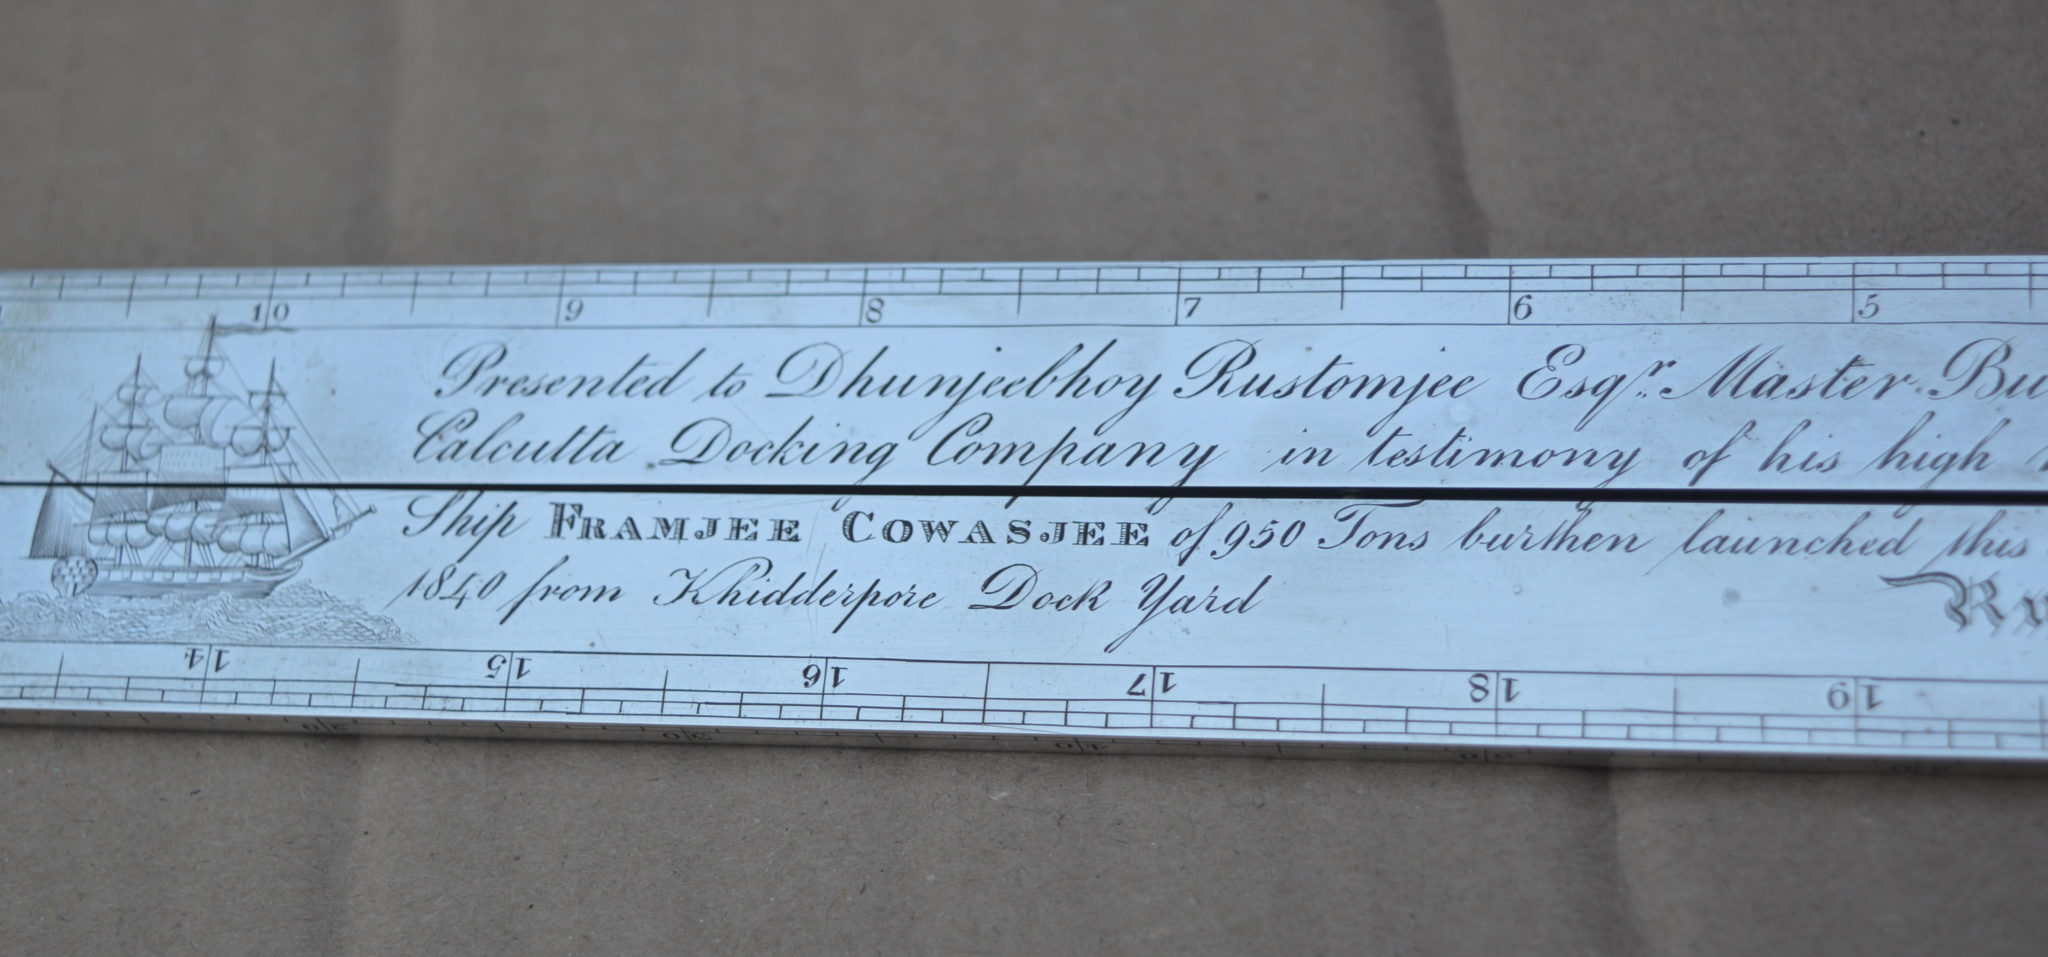 10 9 8 7 6 5
Presented to Dhunjeebhoy Rustomjee Esqr. Master Bu
Calcutta Docking Company in testimony of his high
Ship FRAMJEE COWASJEE of 950 Tons burthen launched this
1840 from Khidderpore Dock Yard
14 15 16 17 18 19